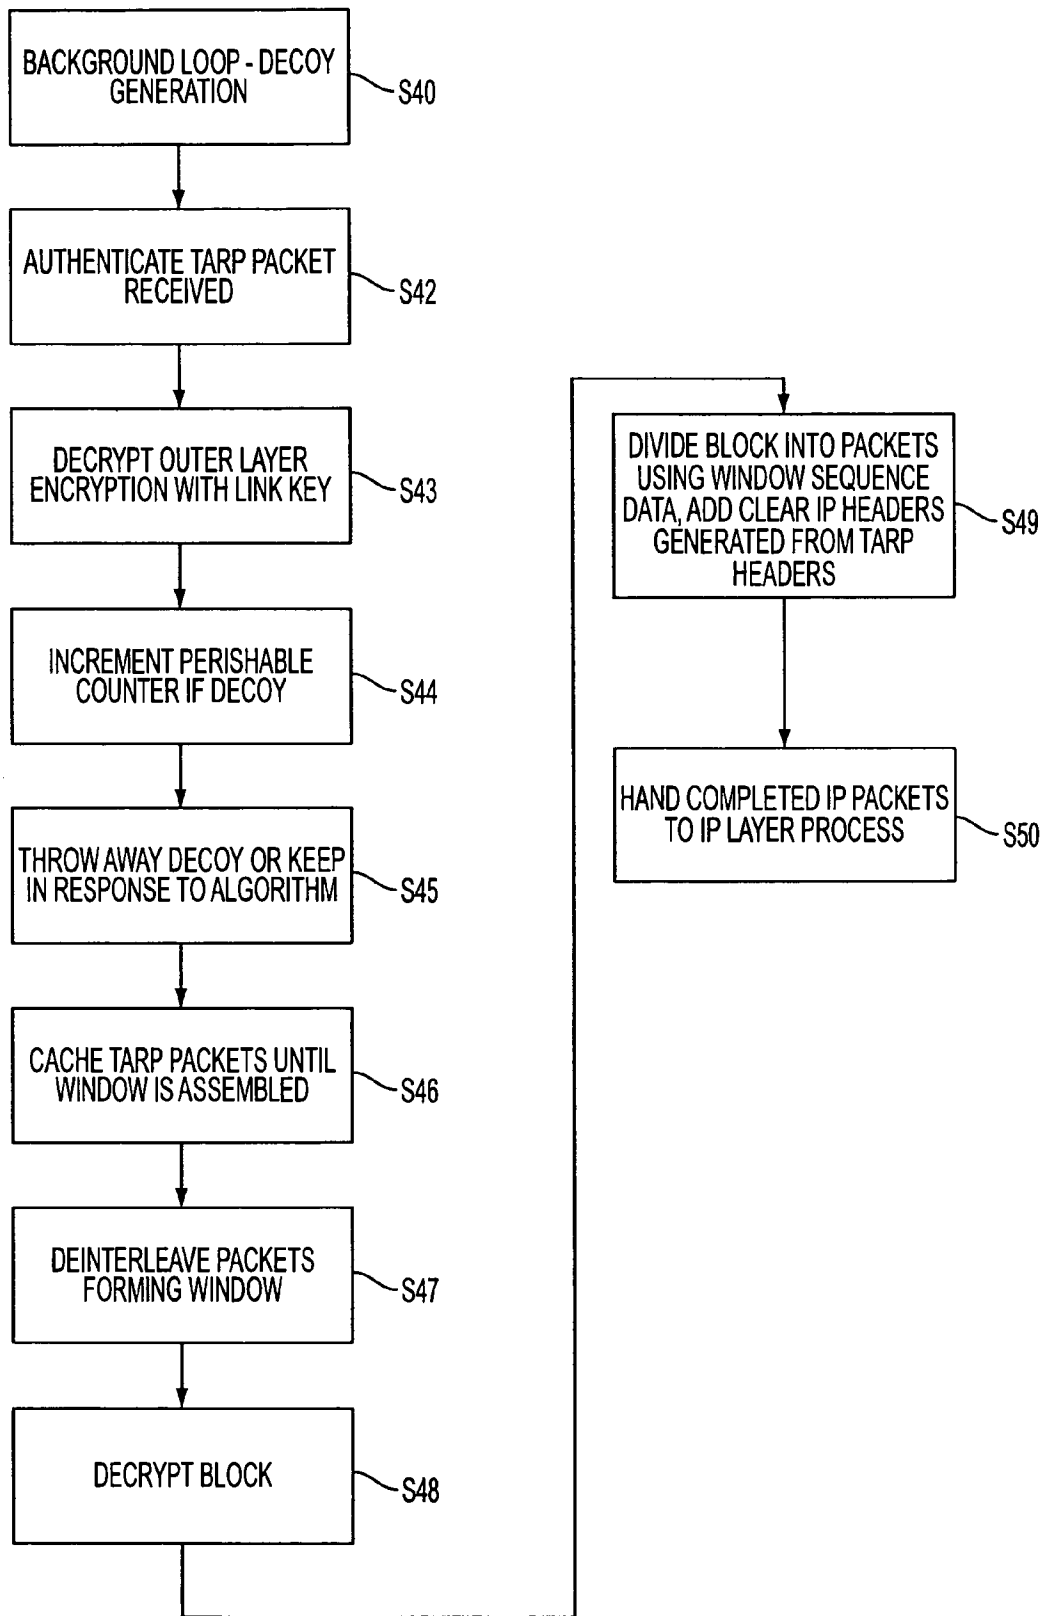 BACKGROUND LOOP - DECOY
GENERATION
S40
AUTHENTICATE TARP PACKET
RECEIVED
S42
DECRYPT OUTER LAYER
ENCRYPTION WITH LINK KEY
S43
INCREMENT PERISHABLE
COUNTER IF DECOY
S44
THROW AWAY DECOY OR KEEP
IN RESPONSE TO ALGORITHM
S45
CACHE TARP PACKETS UNTIL
WINDOW IS ASSEMBLED
S46
DEINTERLEAVE PACKETS
FORMING WINDOW
S47
DECRYPT BLOCK
S48
DIVIDE BLOCK INTO PACKETS
USING WINDOW SEQUENCE
DATA, ADD CLEAR IP HEADERS
GENERATED FROM TARP
HEADERS
S49
HAND COMPLETED IP PACKETS
TO IP LAYER PROCESS
S50